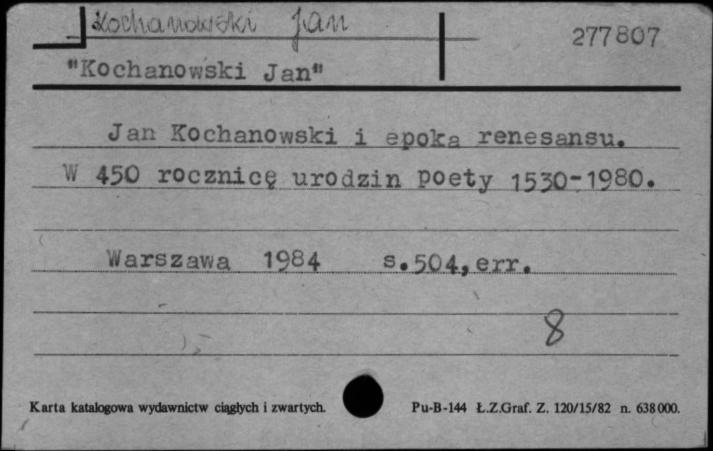 Kochanowski Jan
277807
"Kochanowski Jan"
Jan Kochanowski i epoka renesansu.
W 450 rocznicę urodzin poety 1530-1980.
Warszawa 1984 s.504,err.
8
Karta katalogowa wydawnictw ciągłych i zwartych. Pu-B-144 Ł.Z.Graf. Z. 120/15/82 n. 638000.